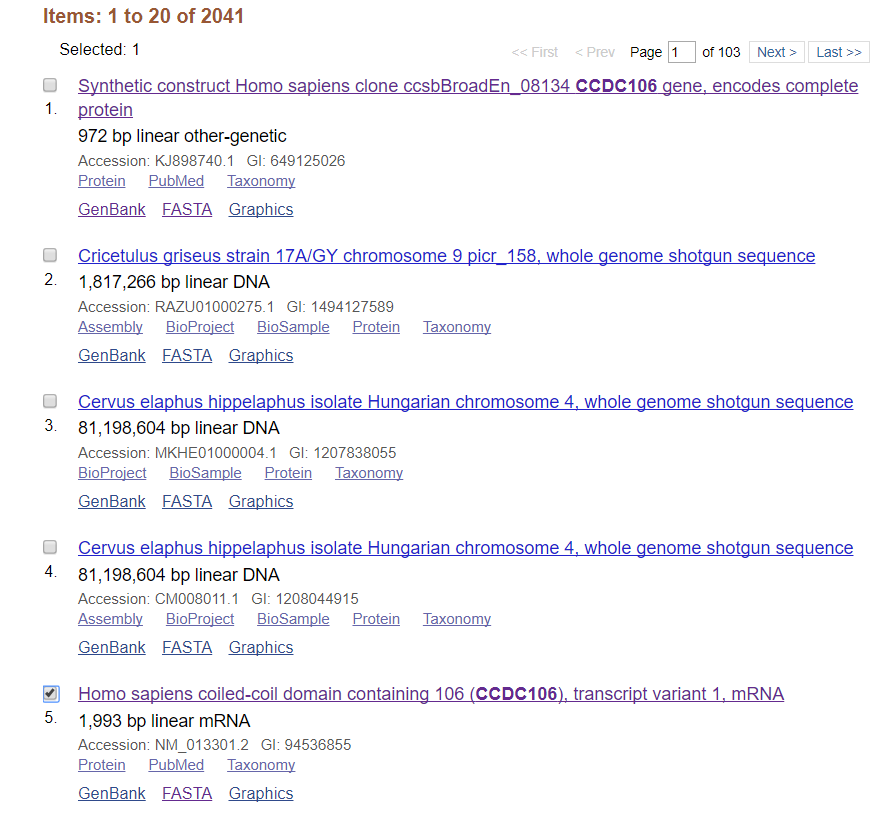 Items: 1 to 20 of 2041
Selected: 1
<< First < Prev Page 1 of 103 Next > Last >>
Synthetic construct Homo sapiens clone ccsbBroadEn_08134 CCDC106 gene, encodes complete
1. protein
972 bp linear other-genetic
Accession: KJ898740.1 GI: 649125026
Protein PubMed Taxonomy
GenBank FASTA Graphics
Cricetulus griseus strain 17A/GY chromosome 9 picr_158, whole genome shotgun sequence
2. 1,817,266 bp linear DNA
Accession: RAZU01000275.1 GI: 1494127589
Assembly BioProject BioSample Protein Taxonomy
GenBank FASTA Graphics
Cervus elaphus hippelaphus isolate Hungarian chromosome 4, whole genome shotgun sequence
3. 81,198,604 bp linear DNA
Accession: MKHE01000004.1 GI: 1207838055
BioProject BioSample Protein Taxonomy
GenBank FASTA Graphics
Cervus elaphus hippelaphus isolate Hungarian chromosome 4, whole genome shotgun sequence
4. 81,198,604 bp linear DNA
Accession: CM008011.1 GI: 1208044915
Assembly BioProject BioSample Protein Taxonomy
GenBank FASTA Graphics
Homo sapiens coiled-coil domain containing 106 (CCDC106), transcript variant 1, mRNA
5. 1,993 bp linear mRNA
Accession: NM_013301.2 GI: 94536855
Protein PubMed Taxonomy
GenBank FASTA Graphics